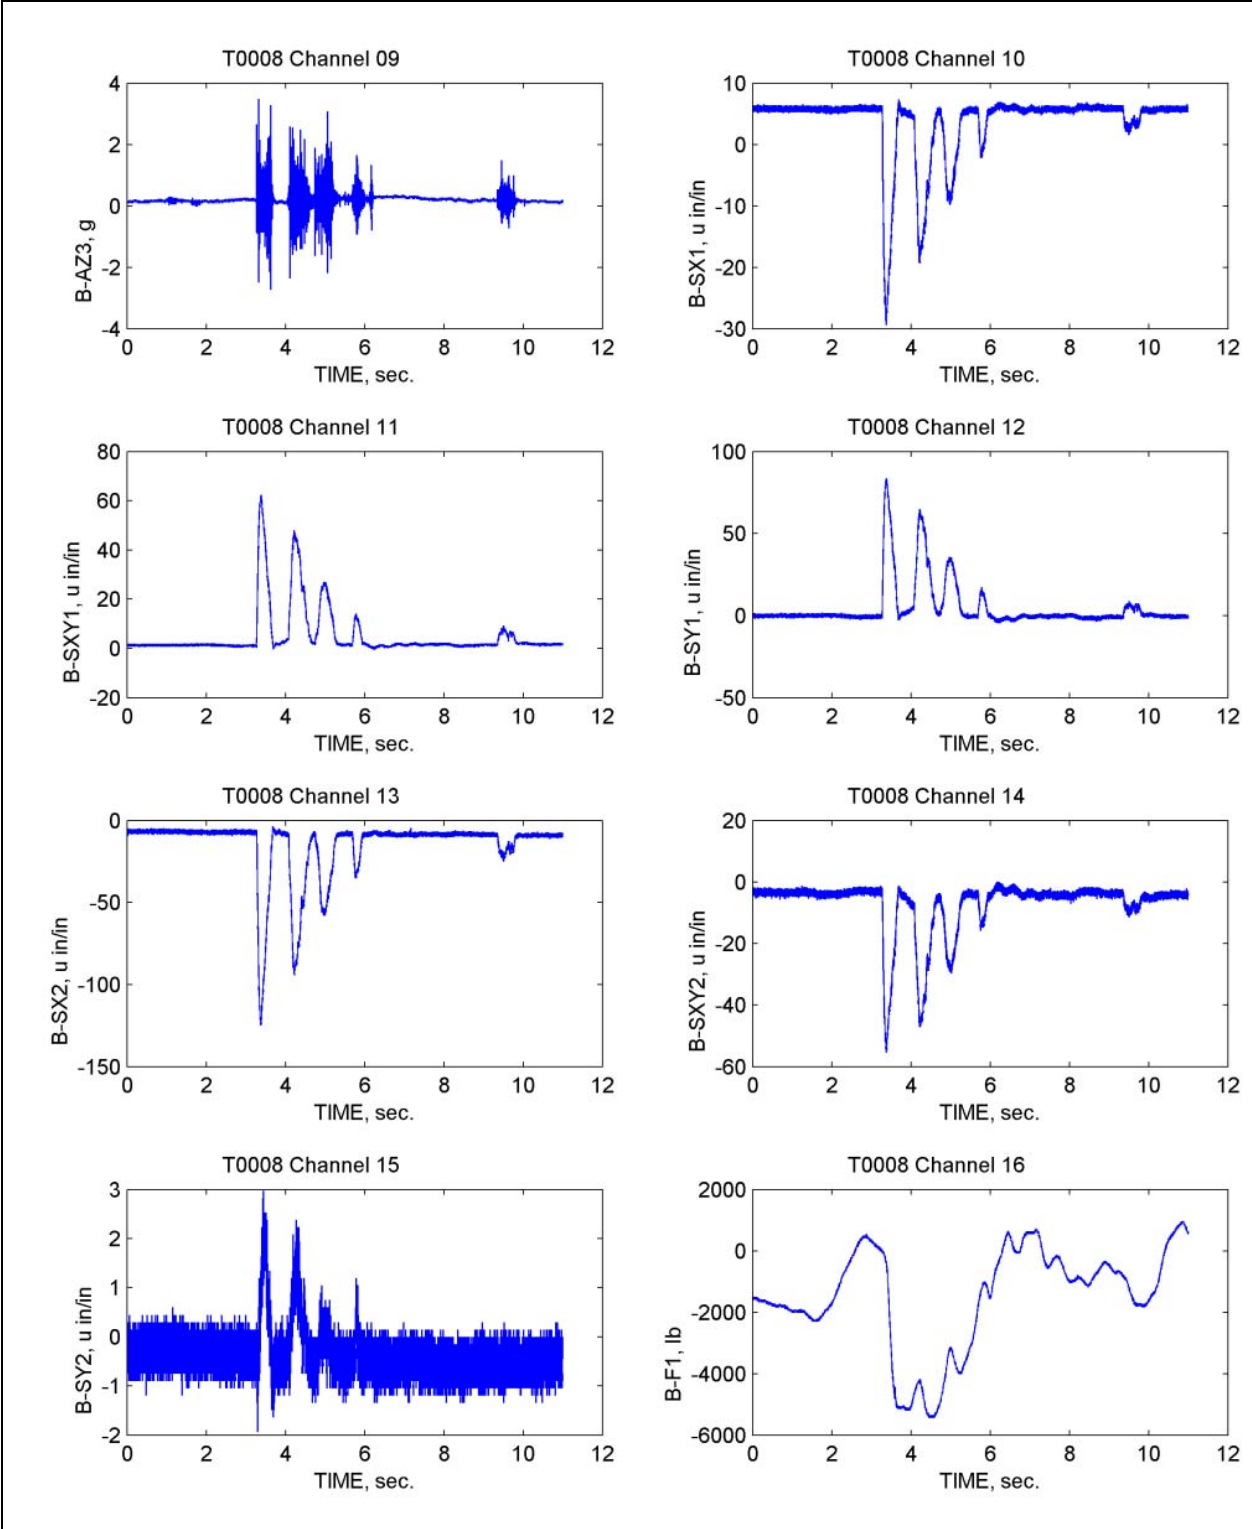 T0008 Channel 09
4
2
0
-2
-4
B-AZ3, g
0 2 4 6 8 10 12
TIME, sec.
T0008 Channel 10
10
0
-10
-20
-30
B-SX1, u in/in
0 2 4 6 8 10 12
TIME, sec.
T0008 Channel 11
80
60
40
20
0
-20
B-SXY1, u in/in
0 2 4 6 8 10 12
TIME, sec.
T0008 Channel 12
100
50
0
-50
B-SY1, u in/in
0 2 4 6 8 10 12
TIME, sec.
T0008 Channel 13
0
-50
-100
-150
B-SX2, u in/in
0 2 4 6 8 10 12
TIME, sec.
T0008 Channel 14
20
0
-20
-40
-60
B-SXY2, u in/in
0 2 4 6 8 10 12
TIME, sec.
T0008 Channel 15
3
2
1
0
-1
-2
B-SY2, u in/in
0 2 4 6 8 10 12
TIME, sec.
T0008 Channel 16
2000
0
-2000
-4000
-6000
B-F1, lb
0 2 4 6 8 10 12
TIME, sec.